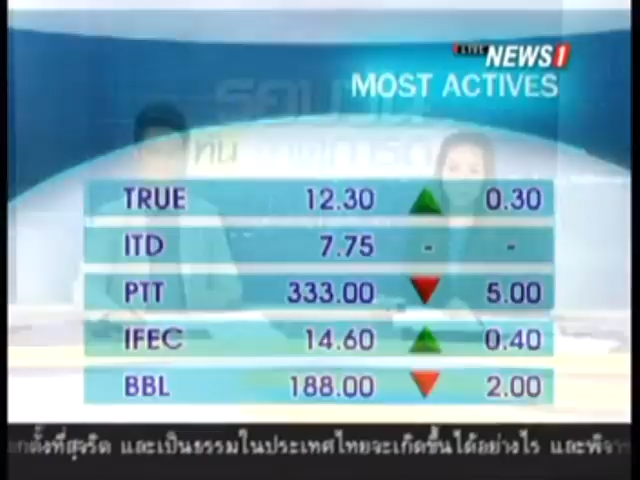 LIVE NEWS1
MOST ACTIVES
TRUE 12.30 ▲ 0.30
ITD 7.75 - -
PTT 333.00 ▼ 5.00
IFEC 14.60 ▲ 0.40
BBL 188.00 ▼ 2.00
กตั้งที่สุจริต และเป็นธรรมในประเทศไทยจะเกิดขึ้นได้อย่างไร และพิจา